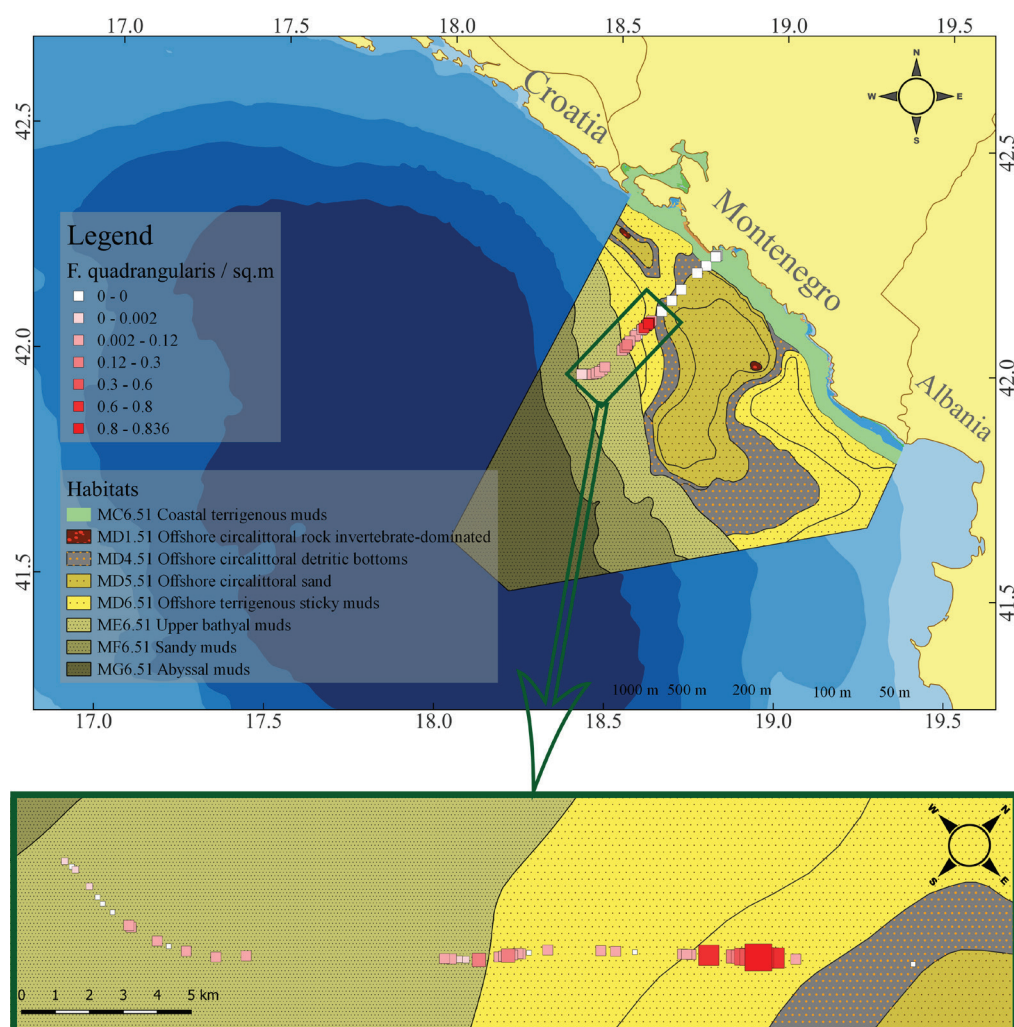 17.0 17.5 18.0 18.5 19.0 19.5
N
W E
S
42.5
42.5
42.0
42.0
41.5
41.5
Croatia
Montenegro
Albania
Legend
F. quadrangularis / sq.m
0 - 0
0 - 0.002
0.002 - 0.12
0.12 - 0.3
0.3 - 0.6
0.6 - 0.8
0.8 - 0.836
Habitats
MC6.51 Coastal terrigenous muds
MD1.51 Offshore circalittoral rock invertebrate-dominated
MD4.51 Offshore circalittoral detritic bottoms
MD5.51 Offshore circalittoral sand
MD6.51 Offshore terrigenous sticky muds
ME6.51 Upper bathyal muds
MF6.51 Sandy muds
MG6.51 Abyssal muds
1000 m 500 m 200 m 100 m 50 m
17.0 17.5 18.0 18.5 19.0 19.5
W N
S E
0 1 2 3 4 5 km